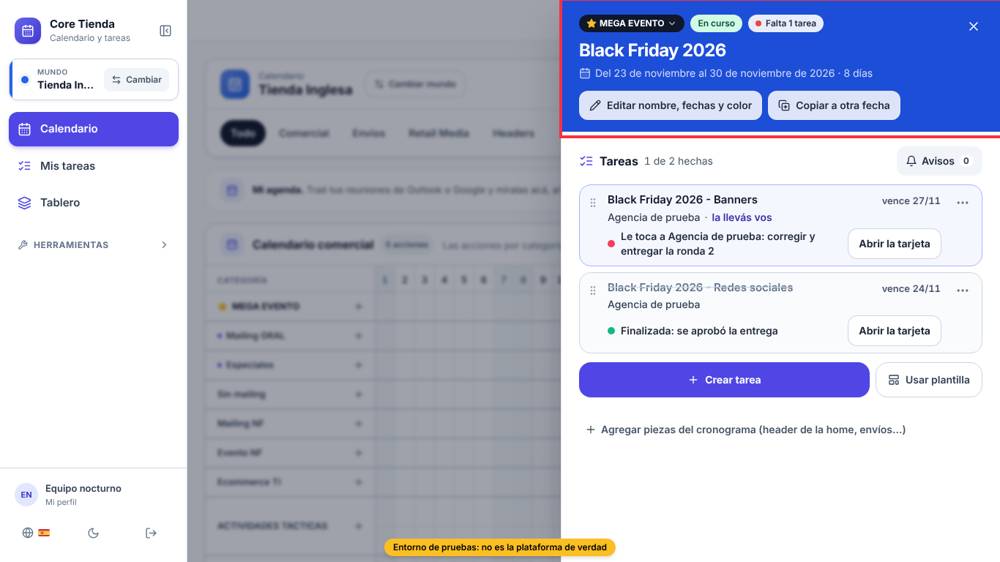 Core Tienda
Calendario y tareas
MUNDO
Tienda In...
Cambiar
Calendario
Mis tareas
Tablero
HERRAMIENTAS
EN
Equipo nocturno
Mi perfil
Calendario
Tienda Inglesa
Cambiar mundo
Todo
Comercial
Envíos
Retail Media
Headers
Mi agenda.
Calendario comercial
CATEGORÍA
1 2 3 4 5 6 7 8 9
MEGA EVENTO
Mailing GRAL
Especiales
Sin mailing
Mailing NF
Evento NF
Ecommerce TI
ACTIVIDADES TACTICAS
MEGA EVENTO
En curso
Falta 1 tarea
Black Friday 2026
Del 23 de noviembre al 30 de noviembre de 2026 · 8 días
Editar nombre, fechas y color
Copiar a otra fecha
Tareas 1 de 2 hechas
Avisos 0
Black Friday 2026 - Banners
vence 27/11
Agencia de prueba · la llevás vos
Le toca a Agencia de prueba: corregir y
entregar la ronda 2
Abrir la tarjeta
Black Friday 2026 - Redes sociales
vence 24/11
Agencia de prueba
Finalizada: se aprobó la entrega
Abrir la tarjeta
+ Crear tarea
Usar plantilla
+ Agregar piezas del cronograma (header de la home, envíos...)
Entorno de pruebas: no es la plataforma de verdad